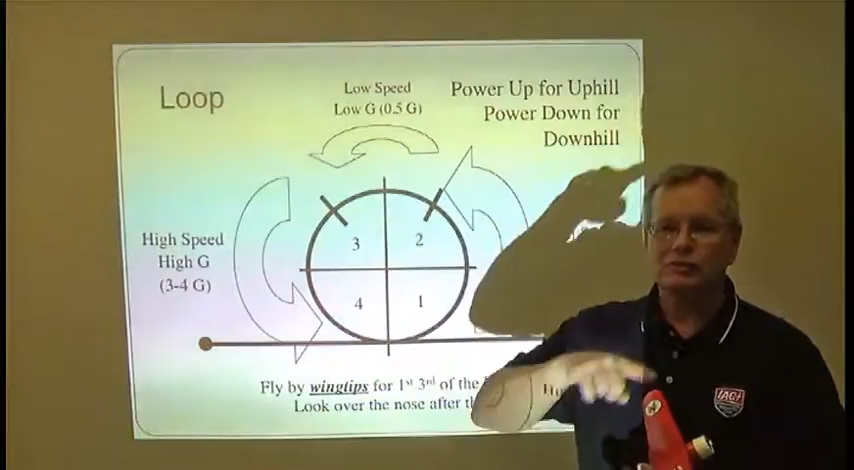 Loop
Low Speed
Low G (0.5 G)
Power Up for Uphill
Power Down for
Downhill
High Speed
High G
(3-4 G)
3
2
4
1
Fly by wingtips for 1st 3rd of the
Look over the nose after
IAC